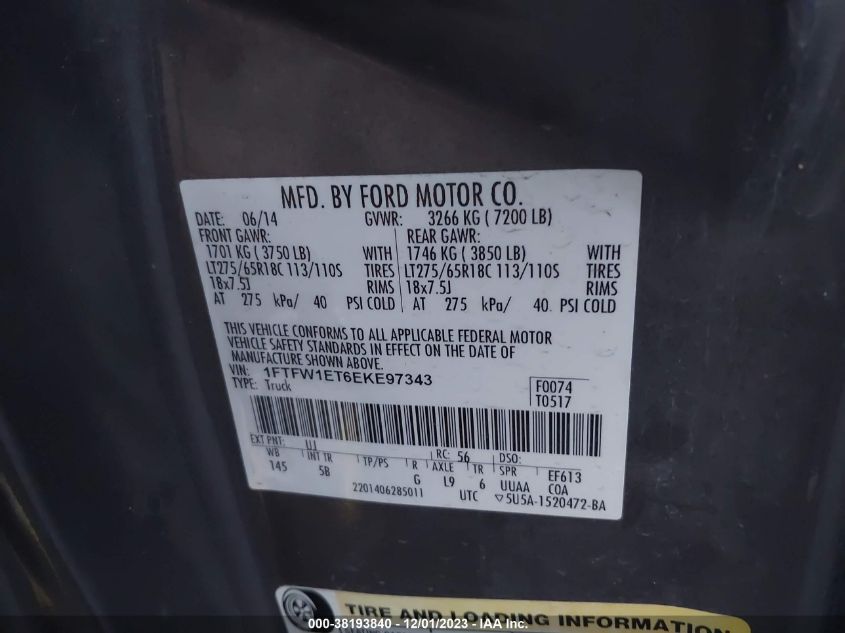 MFD. BY FORD MOTOR CO.
DATE: 06/14 GVWR: 3266 KG ( 7200 LB)
FRONT GAWR: REAR GAWR:
1701 KG ( 3750 LB) WITH 1746 KG ( 3850 LB) WITH
LT275/65R18C 113/110S TIRES LT275/65R18C 113/110S TIRES
18x7.5J RIMS 18x7.5J RIMS
AT 275 kPa/ 40 PSI COLD AT 275 kPa/ 40 PSI COLD
THIS VEHICLE CONFORMS TO ALL APPLICABLE FEDERAL MOTOR
VEHICLE SAFETY STANDARDS IN EFFECT ON THE DATE OF
MANUFACTURE SHOWN ABOVE.
VIN: 1FTFW1ET6EKE97343
TYPE: Truck
F0074
T0517
EXT PNT: UJ RC: 56 DSO:
WB INT TR TP/PS R AXLE TR SPR EF613
145 5B G L9 6 UUAA COA
2201406285011 UTC ▽5U5A-1520472-BA
TIRE AND LOADING INFORMATION
000-38193840 - 12/01/2023 - IAA Inc.